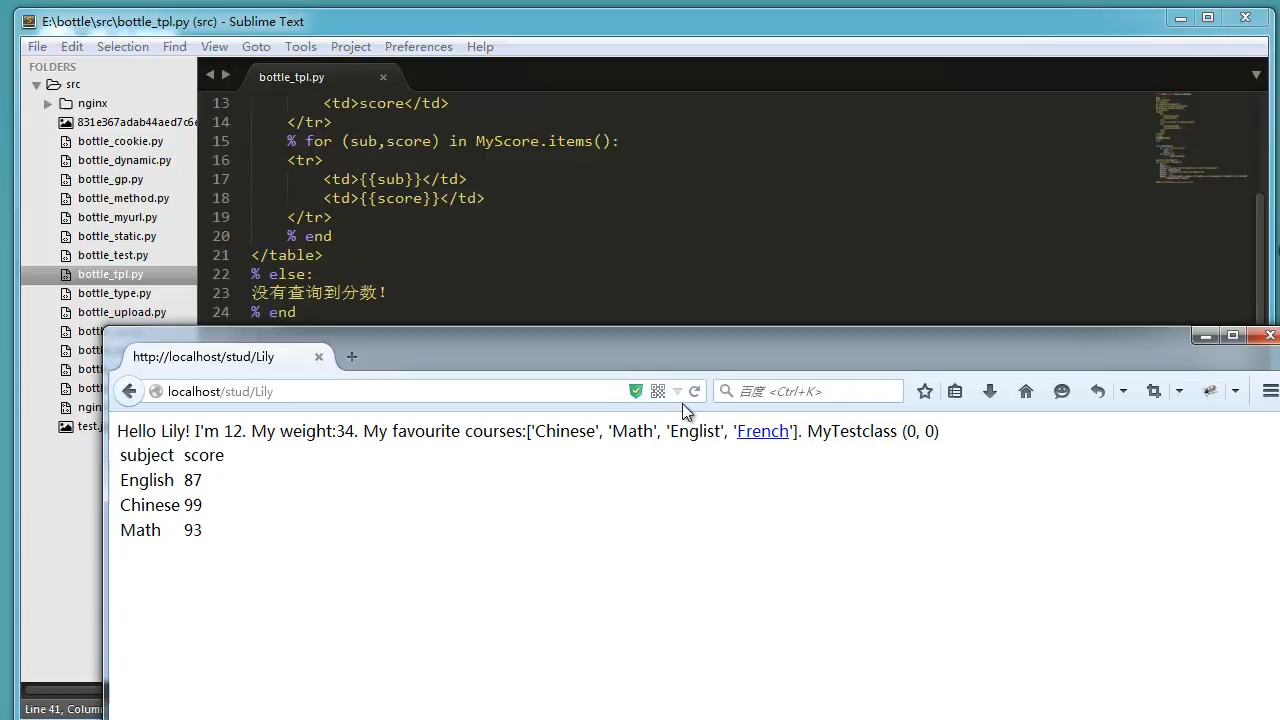 E:\bottle\src\bottle_tpl.py (src) - Sublime Text
File Edit Selection Find View Goto Tools Project Preferences Help
FOLDERS
src
nginx
831e367adab44aed7c6e
bottle_cookie.py
bottle_dynamic.py
bottle_gp.py
bottle_method.py
bottle_myurl.py
bottle_static.py
bottle_test.py
bottle_tpl.py
bottle_type.py
bottle_upload.py
bott
bott
bott
bott
ngin
test.j
bottle_tpl.py
13 <td>score</td>
14 </tr>
15 % for (sub,score) in MyScore.items():
16 <tr>
17 <td>{{sub}}</td>
18 <td>{{score}}</td>
19 </tr>
20 % end
21 </table>
22 % else:
23 没有查询到分数!
24 % end
http://localhost/stud/Lily
localhost/stud/Lily
百度 <Ctrl+K>
Hello Lily! I'm 12. My weight:34. My favourite courses:['Chinese', 'Math', 'Englist', 'French']. MyTestclass (0, 0)
subject score
English 87
Chinese 99
Math 93
Line 41, Colum